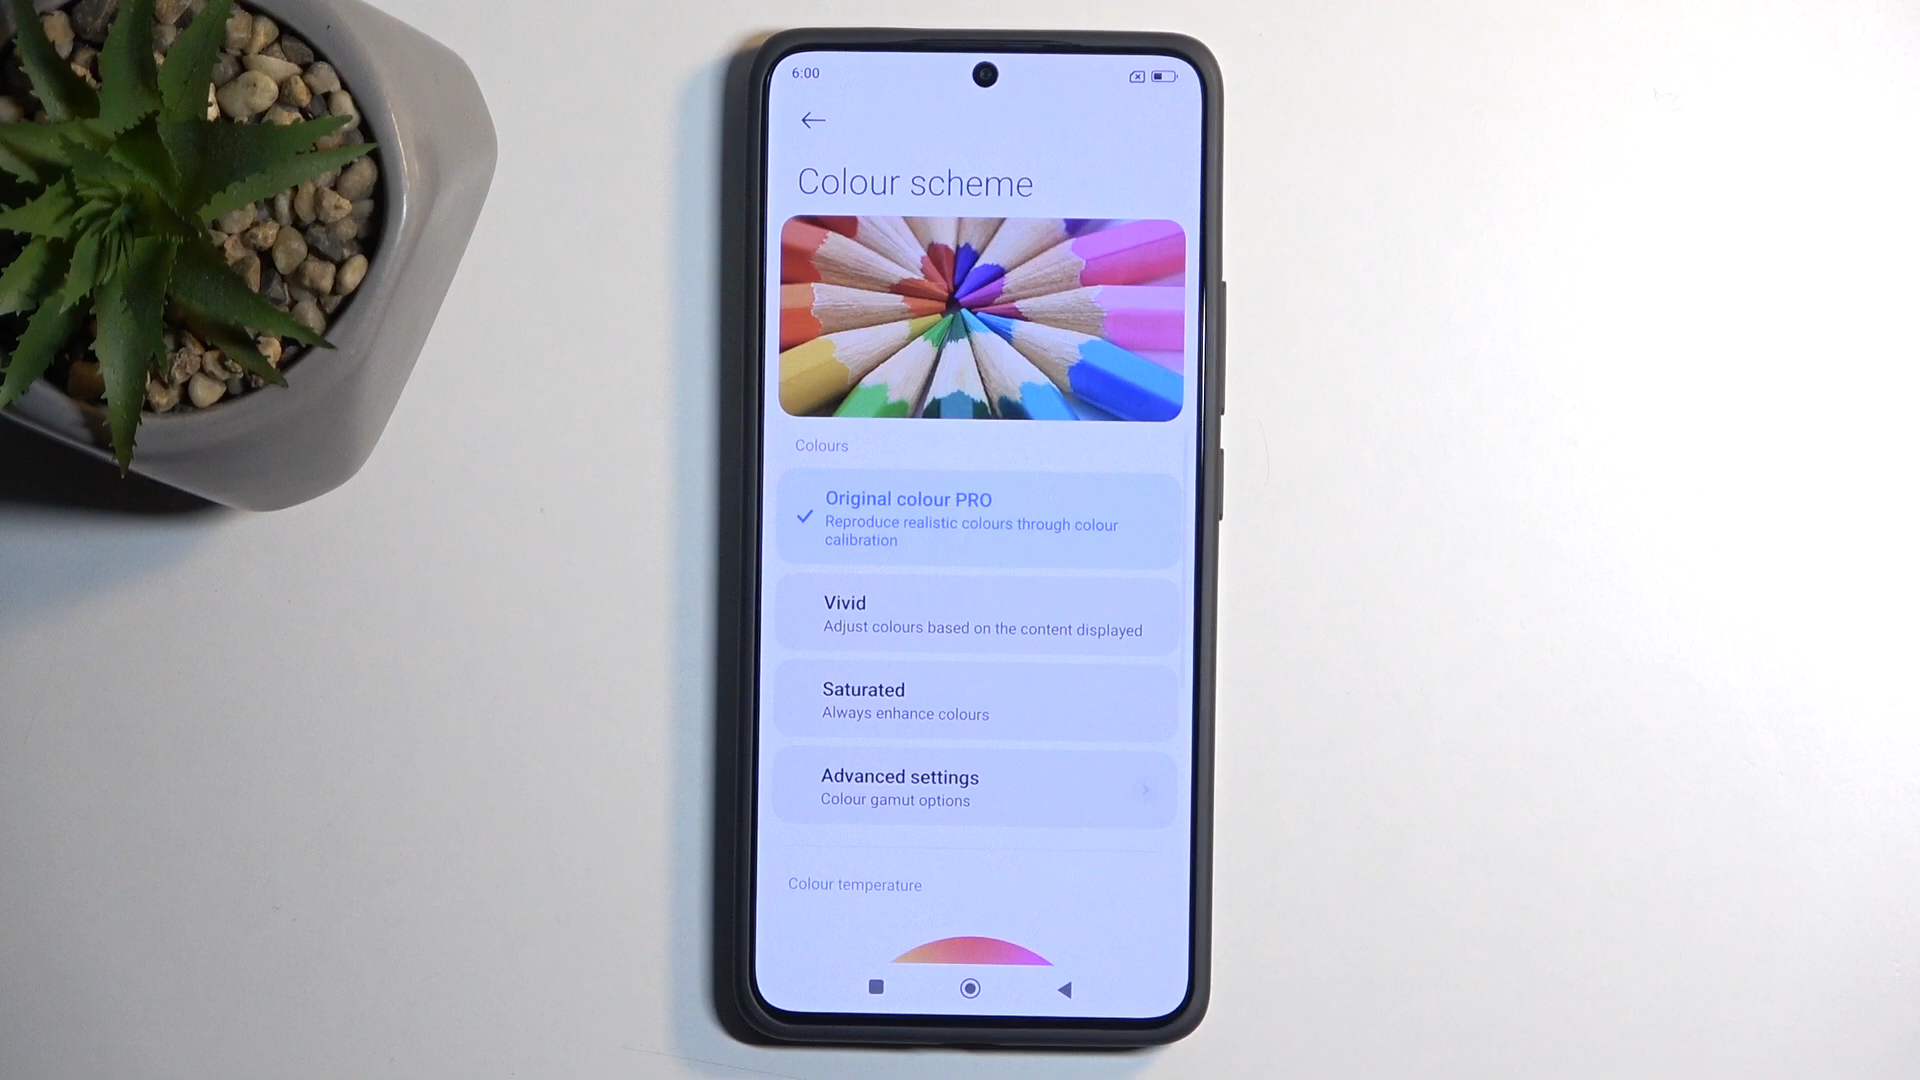 6:00
Colour scheme
Colours
Original colour PRO
Reproduce realistic colours through colour
calibration
Vivid
Adjust colours based on the content displayed
Saturated
Always enhance colours
Advanced settings
Colour gamut options
Colour temperature